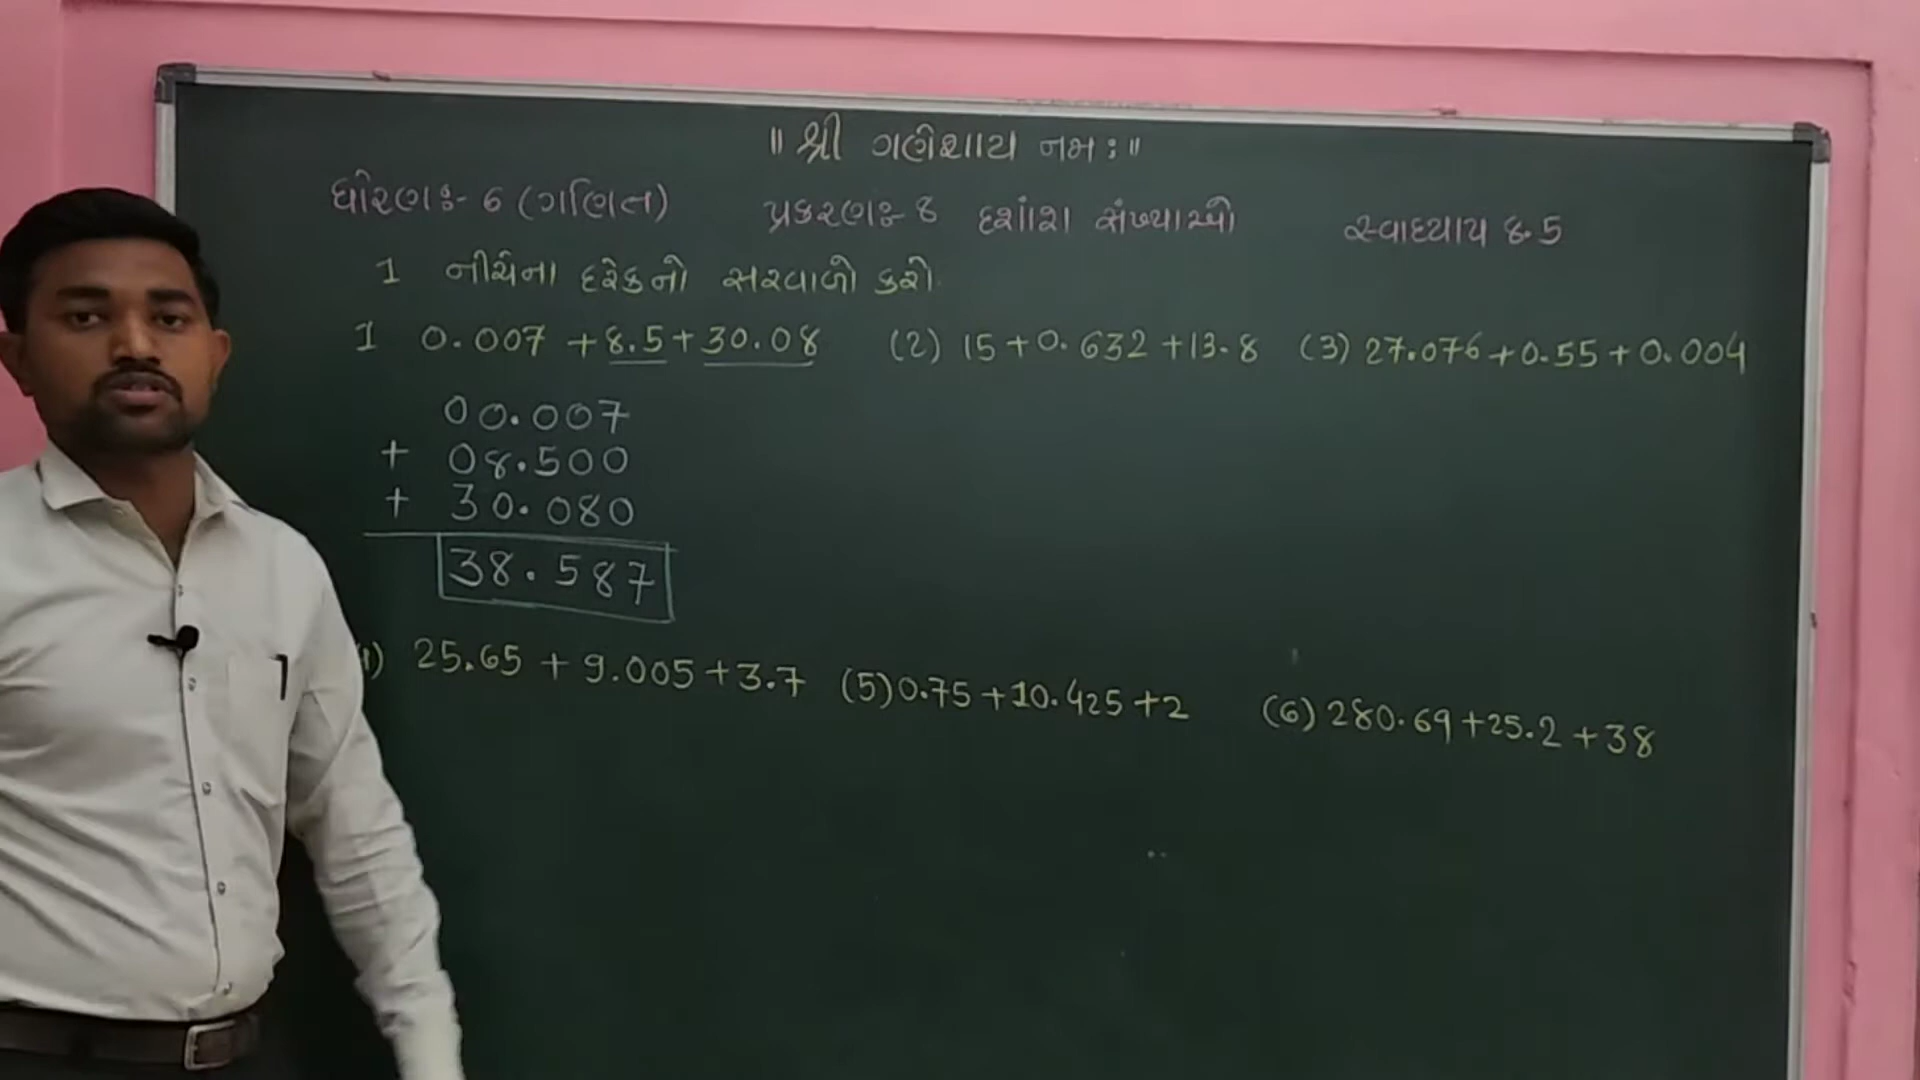 ॥ શ્રી ગણેશાય નમઃ ॥
ધોરણઃ- 6 (ગણિત) પ્રકરણઃ- 8 દશાંશ સંખ્યાઓ સ્વાધ્યાય 8.5
1 નીચેના દરેકનો સરવાળો કરો.
1 0.007 + 8.5 + 30.08 (2) 15 + 0.632 + 13.8 (3) 27.076 + 0.55 + 0.004
00.007
+ 08.500
+ 30.080
38.587
25.65 + 9.005 + 3.7 (5) 0.75 + 10.425 + 2 (6) 280.69 + 25.2 + 38